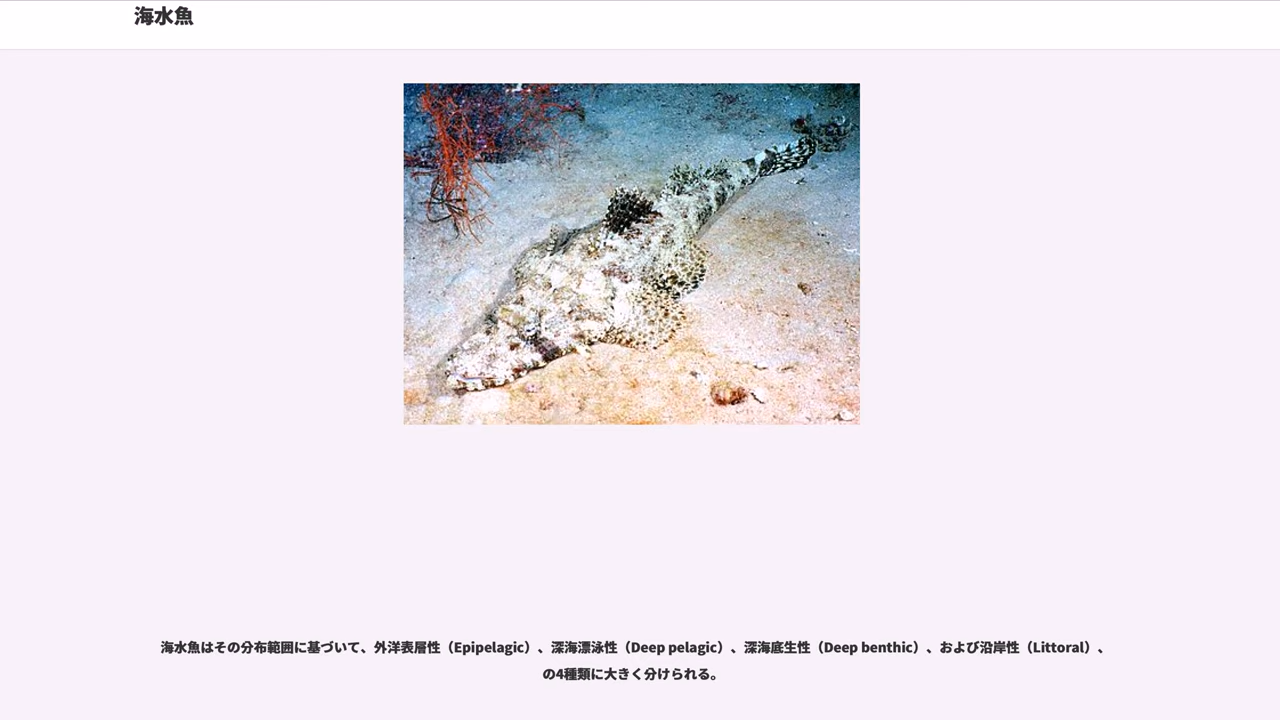 海水魚
海水魚はその分布範囲に基づいて、外洋表層性（Epipelagic）、深海漂泳性（Deep pelagic）、深海底生性（Deep benthic）、および沿岸性（Littoral）、
の4種類に大きく分けられる。